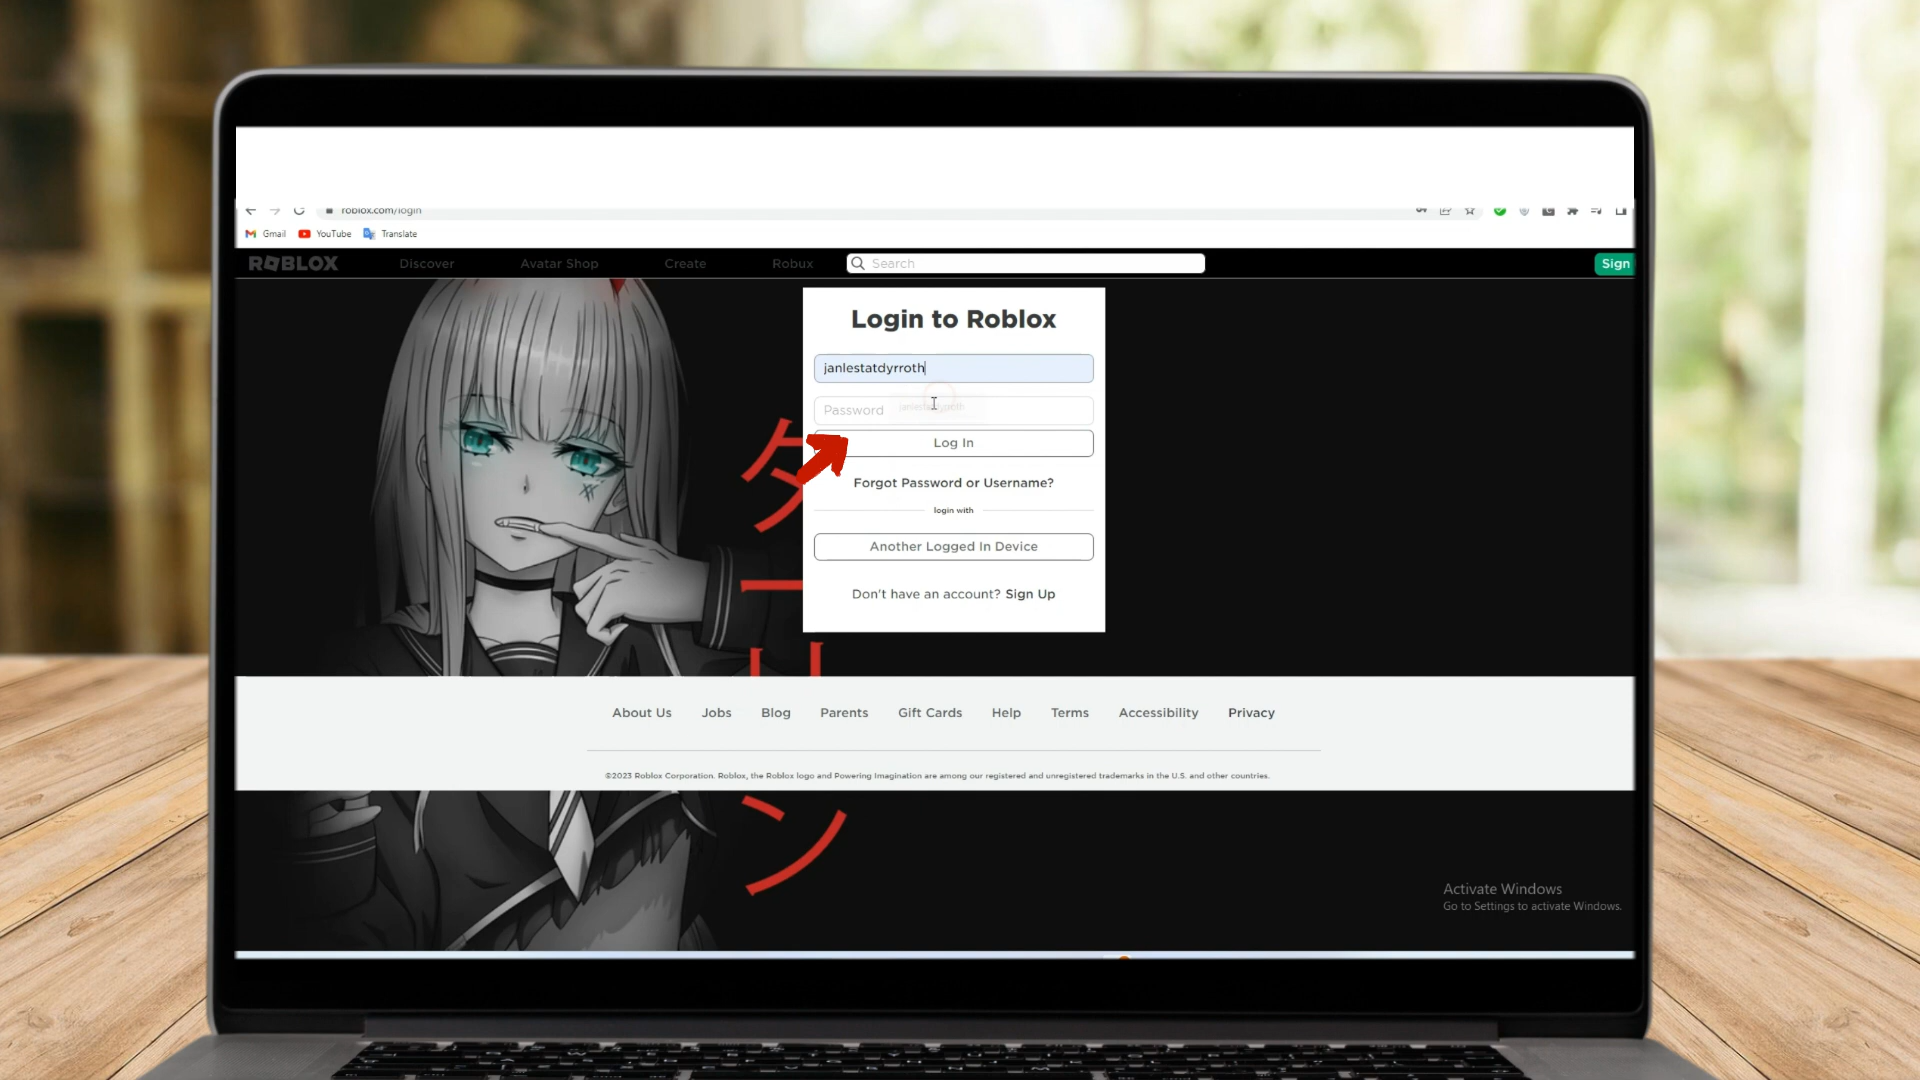 roblox.com/login
Gmail YouTube Translate
ROBLOX Discover Avatar Shop Create Robux Search Sign
Login to Roblox
janlestatdyrroth
Password
Log In
Forgot Password or Username?
login with
Another Logged In Device
Don't have an account? Sign Up
ダーリン
About Us Jobs Blog Parents Gift Cards Help Terms Accessibility Privacy
©2023 Roblox Corporation. Roblox, the Roblox logo and Powering Imagination are among our registered and unregistered trademarks in the U.S. and other countries.
Activate Windows
Go to Settings to activate Windows.